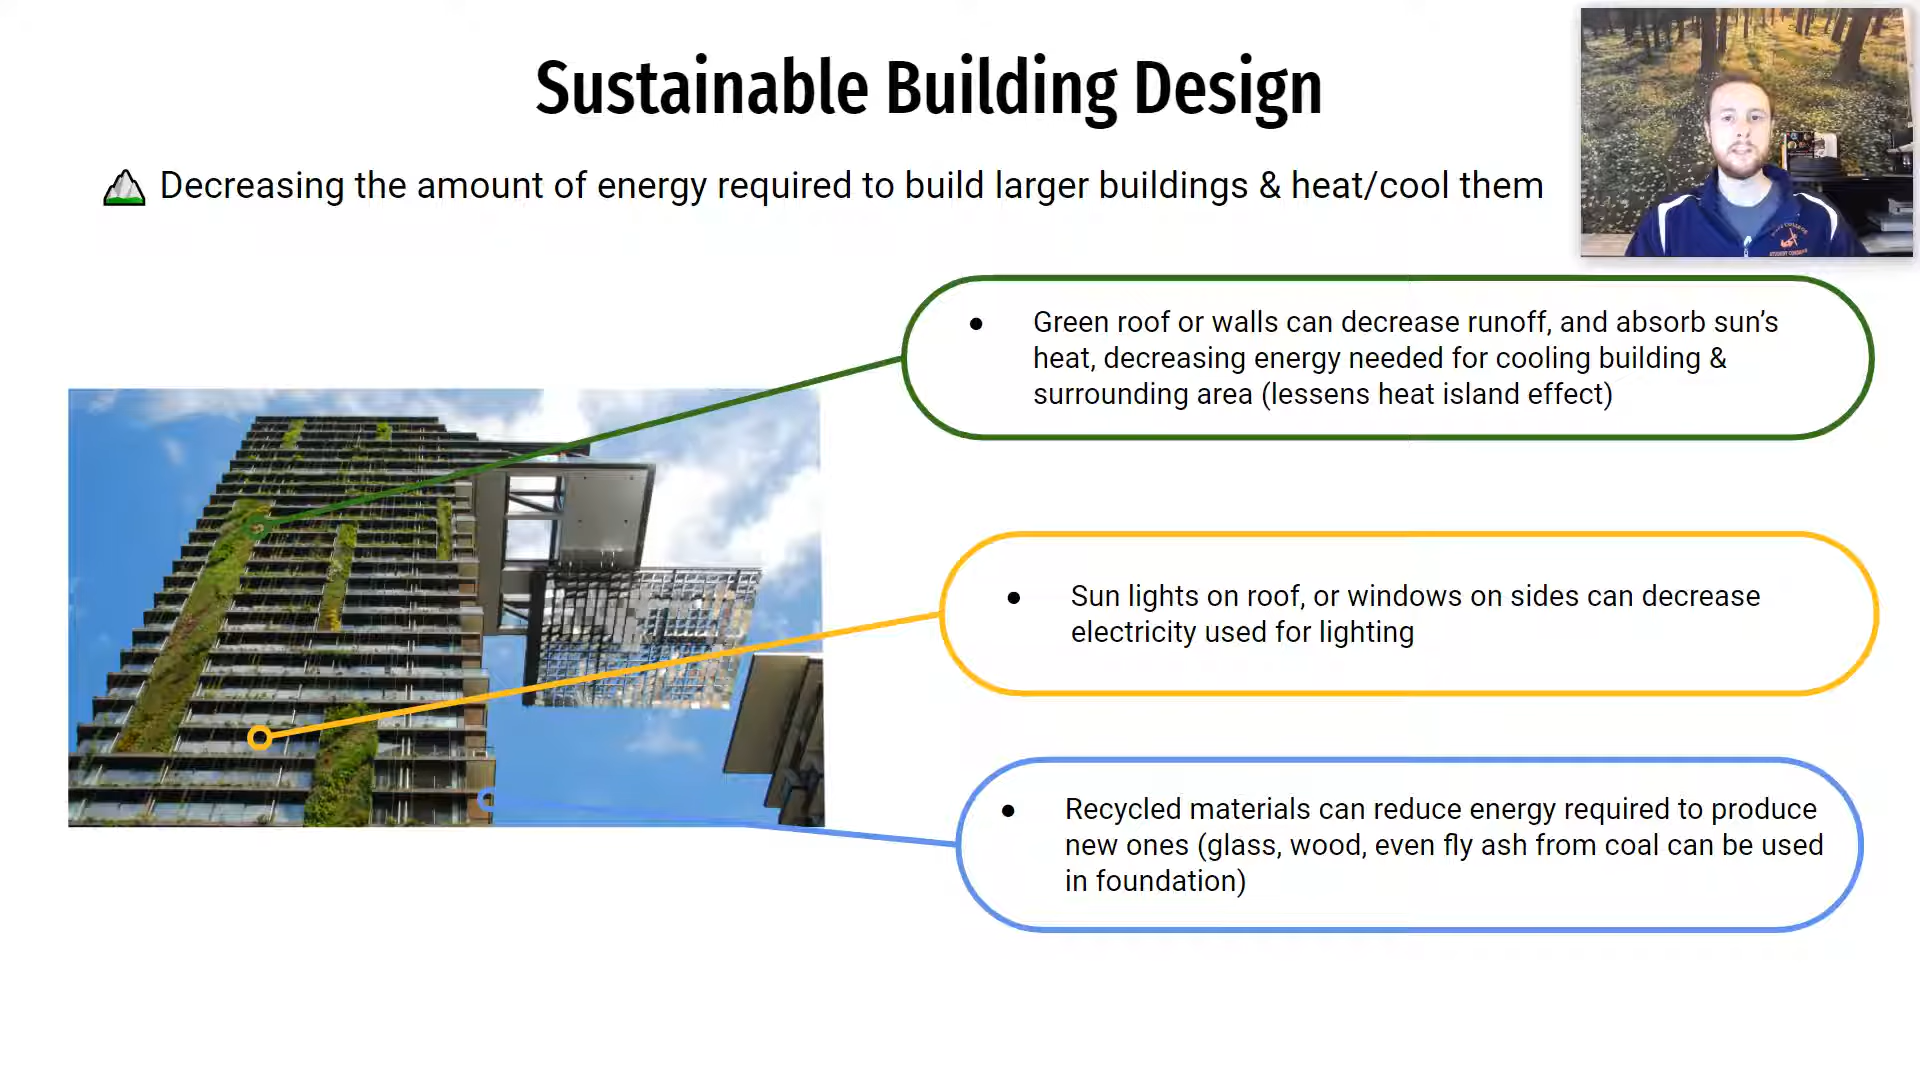 Sustainable Building Design
Decreasing the amount of energy required to build larger buildings & heat/cool them
● Green roof or walls can decrease runoff, and absorb sun’s
heat, decreasing energy needed for cooling building &
surrounding area (lessens heat island effect)
● Sun lights on roof, or windows on sides can decrease
electricity used for lighting
● Recycled materials can reduce energy required to produce
new ones (glass, wood, even fly ash from coal can be used
in foundation)